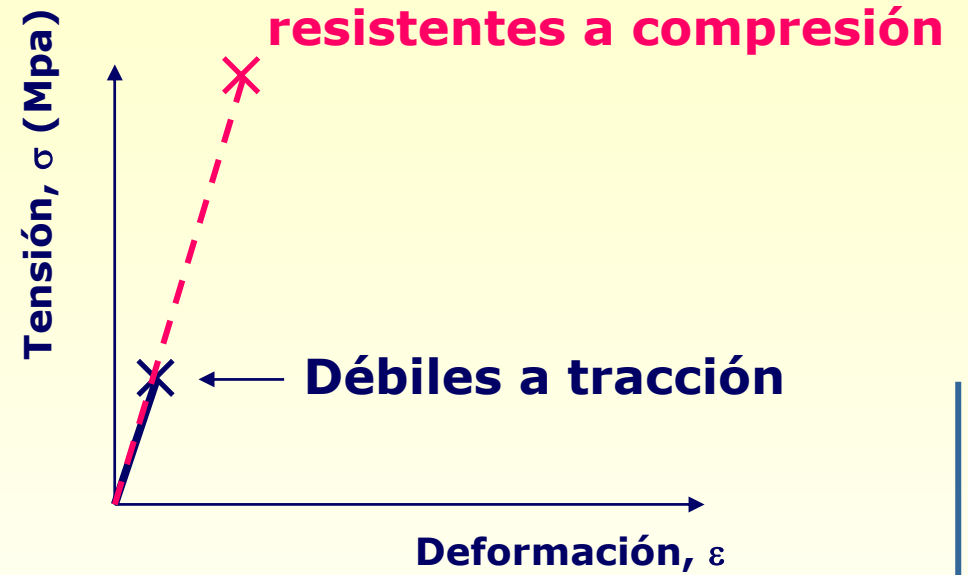 resistentes a compresión
Tensión, σ (Mpa)
Débiles a tracción
Deformación, ε